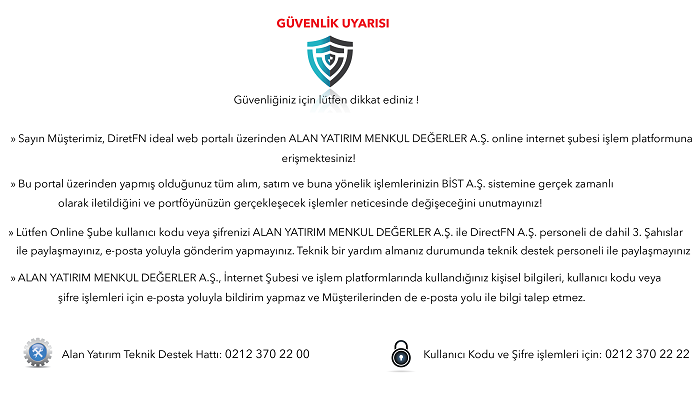 GÜVENLİK UYARISI
Güvenliğiniz için lütfen dikkat ediniz !
» Sayın Müşterimiz, DiretFN ideal web portalı üzerinden ALAN YATIRIM MENKUL DEĞERLER A.Ş. online internet şubesi işlem platformuna
erişmektesiniz!
» Bu portal üzerinden yapmış olduğunuz tüm alım, satım ve buna yönelik işlemlerinizin BİST A.Ş. sistemine gerçek zamanlı
olarak iletildiğini ve portföyünüzün gerçekleşecek işlemler neticesinde değişeceğini unutmayınız!
» Lütfen Online Şube kullanıcı kodu veya şifrenizi ALAN YATIRIM MENKUL DEĞERLER A.Ş. ile DirectFN A.Ş. personeli de dahil 3. Şahıslar
ile paylaşmayınız, e-posta yoluyla gönderim yapmayınız. Teknik bir yardım almanız durumunda teknik destek personeli ile paylaşmayınız
» ALAN YATIRIM MENKUL DEĞERLER A.Ş., İnternet Şubesi ve işlem platformlarında kullandığınız kişisel bilgileri, kullanıcı kodu veya
şifre işlemleri için e-posta yoluyla bildirim yapmaz ve Müşterilerinden de e-posta yolu ile bilgi talep etmez.
Alan Yatırım Teknik Destek Hattı: 0212 370 22 00
Kullanıcı Kodu ve Şifre işlemleri için: 0212 370 22 22